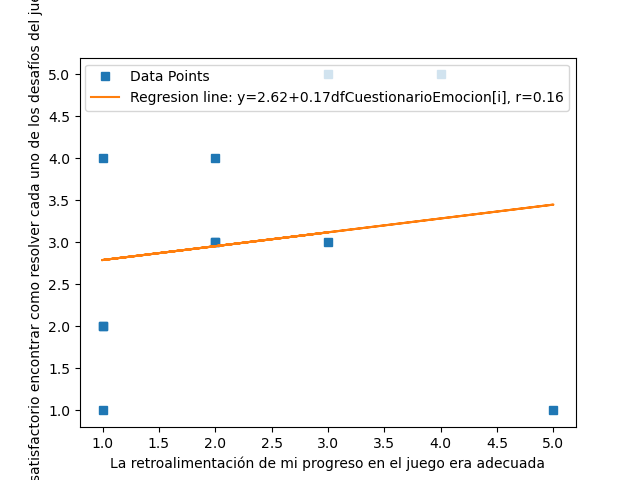 Data Points
Regresion line: y=2.62+0.17dfCuestionarioEmocion[i], r=0.16
5.0
4.5
4.0
3.5
3.0
2.5
2.0
1.5
1.0
satisfactorio encontrar como resolver cada uno de los desafíos del
1.0 1.5 2.0 2.5 3.0 3.5 4.0 4.5 5.0
La retroalimentación de mi progreso en el juego era adecuada